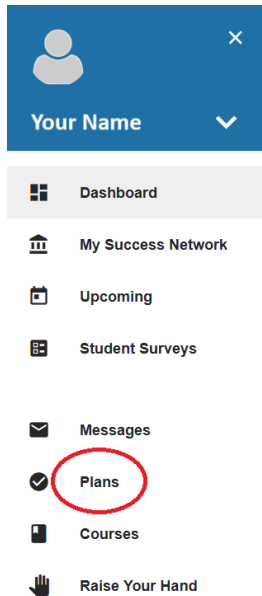 Your Name
Dashboard
My Success Network
Upcoming
Student Surveys
Messages
Plans
Courses
Raise Your Hand